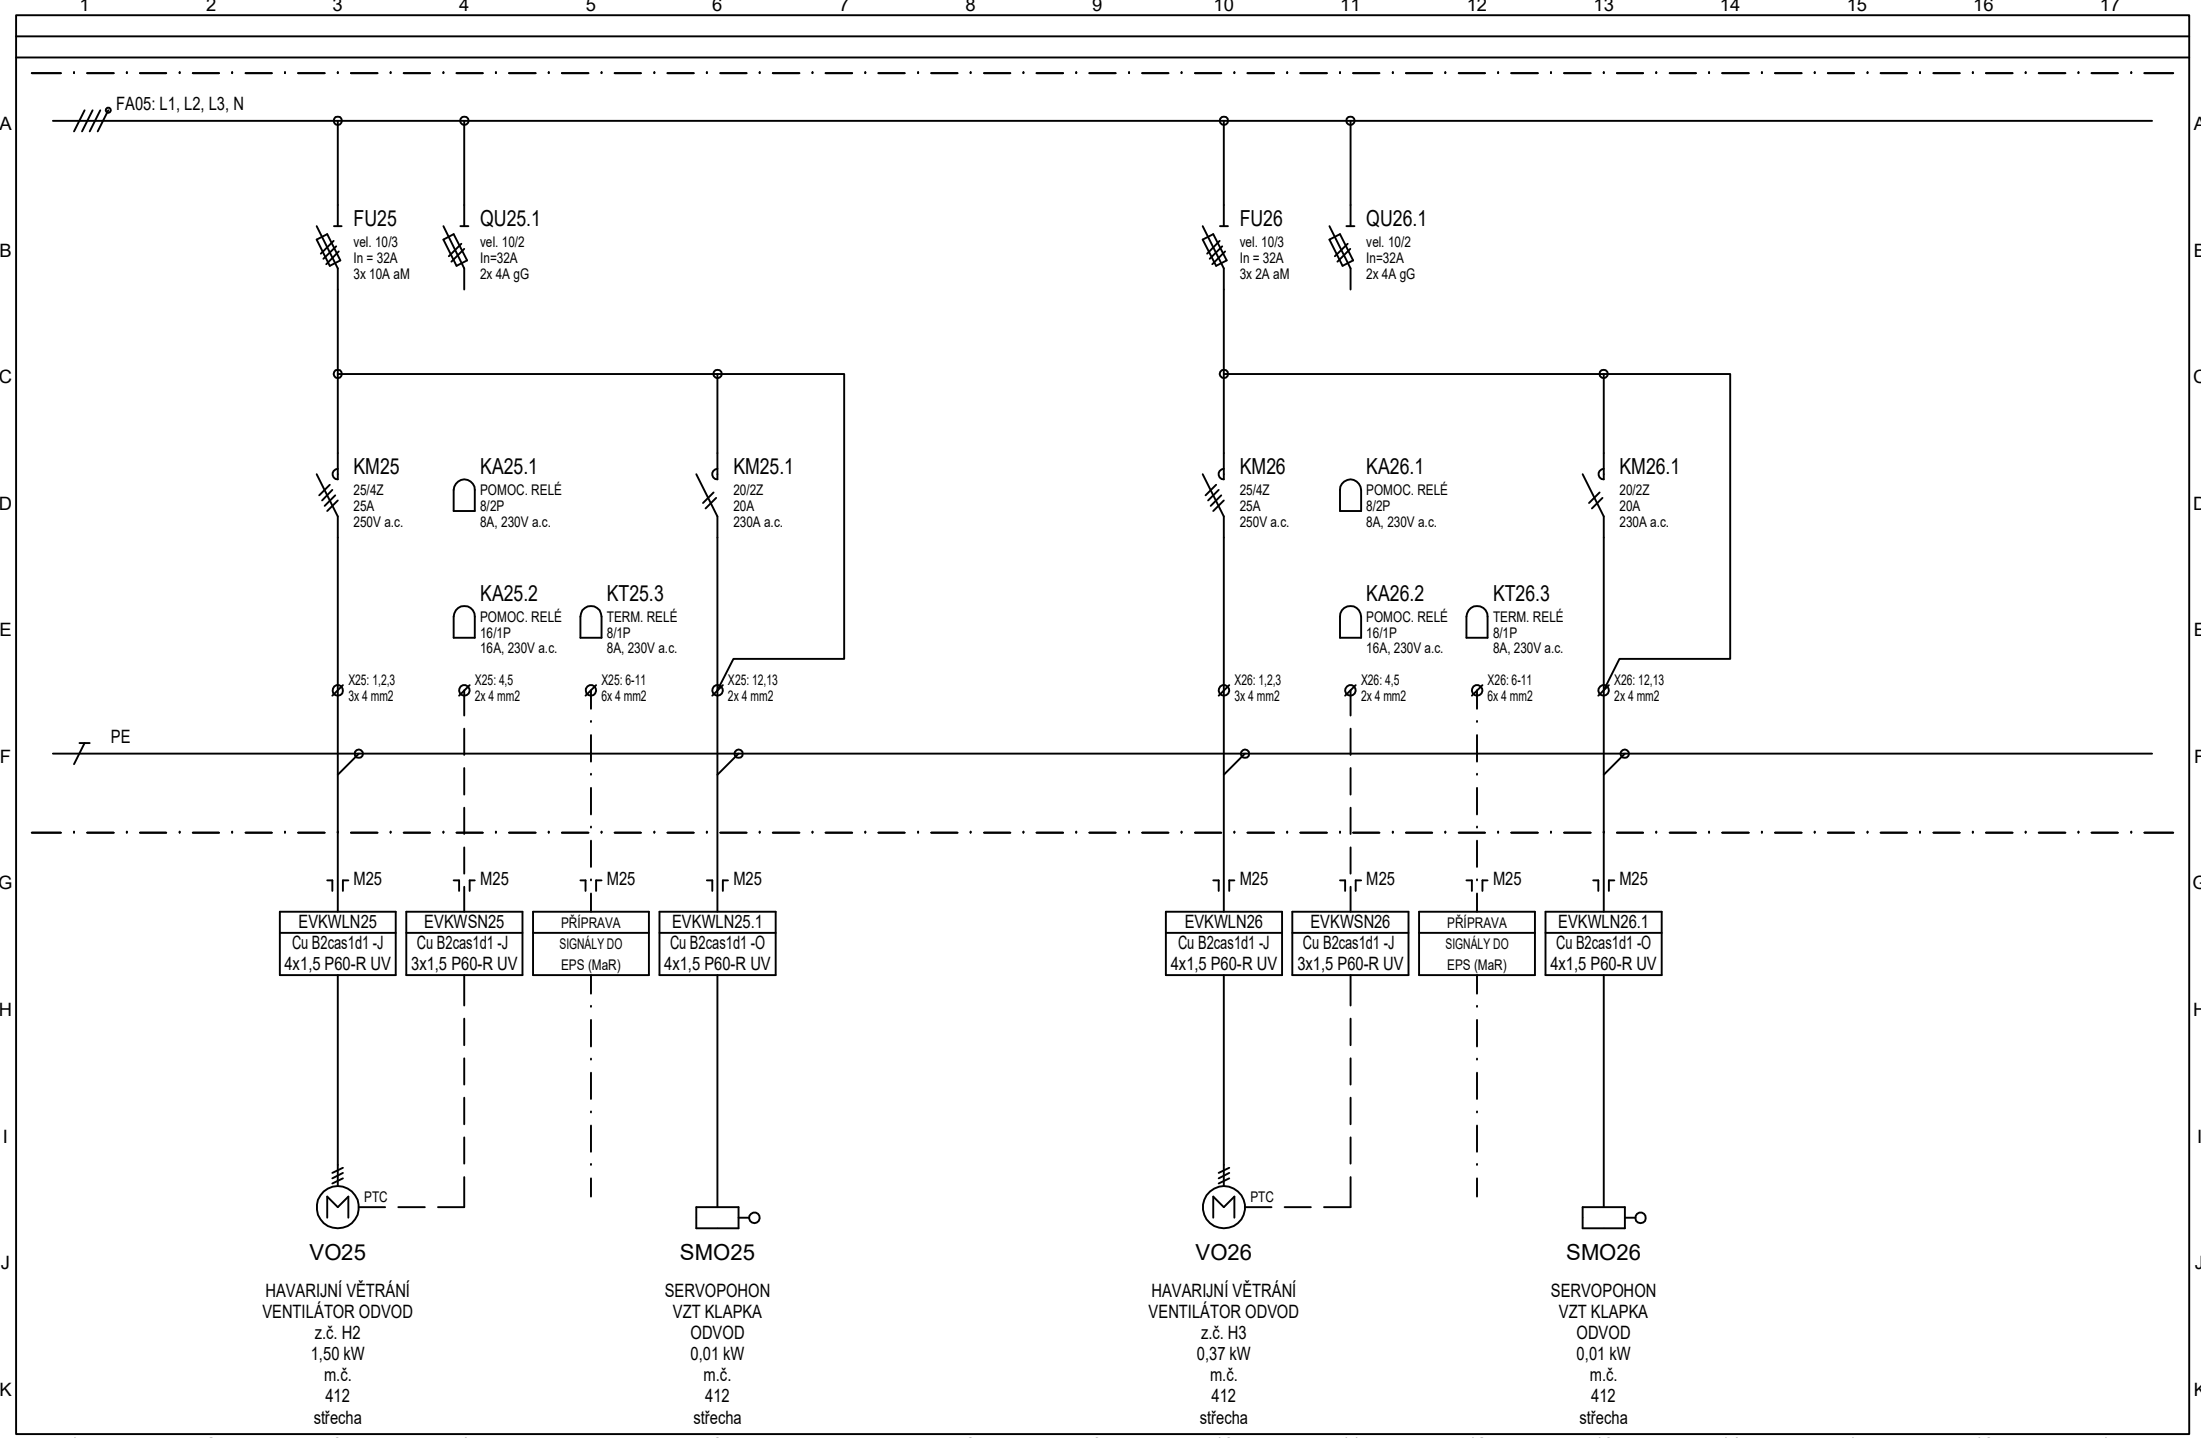 1 2 3 4 5 6 7 8 9 10 11 12 13 14 15 16 17
A
FA05: L1, L2, L3, N
A
B
FU25
vel. 10/3
In = 32A
3x 10A aM
QU25.1
vel. 10/2
In=32A
2x 4A gG
FU26
vel. 10/3
In = 32A
3x 2A aM
QU26.1
vel. 10/2
In=32A
2x 4A gG
C
D
KM25
25/4Z
25A
250V a.c.
KA25.1
POMOC. RELÉ
8/2P
8A, 230V a.c.
KM25.1
20/2Z
20A
230A a.c.
KM26
25/4Z
25A
250V a.c.
KA26.1
POMOC. RELÉ
8/2P
8A, 230V a.c.
KM26.1
20/2Z
20A
230A a.c.
E
KA25.2
POMOC. RELÉ
16/1P
16A, 230V a.c.
KT25.3
TERM. RELÉ
8/1P
8A, 230V a.c.
KA26.2
POMOC. RELÉ
16/1P
16A, 230V a.c.
KT26.3
TERM. RELÉ
8/1P
8A, 230V a.c.
X25: 1,2,3
3x 4 mm2
X25: 4,5
2x 4 mm2
X25: 6-11
6x 4 mm2
X25: 12,13
2x 4 mm2
X26: 1,2,3
3x 4 mm2
X26: 4,5
2x 4 mm2
X26: 6-11
6x 4 mm2
X26: 12,13
2x 4 mm2
F
PE
G
M25
M25
M25
M25
M25
M25
M25
M25
EVKWLN25
Cu B2cas1d1 -J
4x1,5 P60-R UV
EVKWSN25
Cu B2cas1d1 -J
3x1,5 P60-R UV
PŘÍPRAVA
SIGNÁLY DO
EPS (MaR)
EVKWLN25.1
Cu B2cas1d1 -O
4x1,5 P60-R UV
EVKWLN26
Cu B2cas1d1 -J
4x1,5 P60-R UV
EVKWSN26
Cu B2cas1d1 -J
3x1,5 P60-R UV
PŘÍPRAVA
SIGNÁLY DO
EPS (MaR)
EVKWLN26.1
Cu B2cas1d1 -O
4x1,5 P60-R UV
H
I
I
M
PTC
M
PTC
J
VO25
HAVARIJNÍ VĚTRÁNÍ
VENTILÁTOR ODVOD
z.č. H2
1,50 kW
m.č.
412
střecha
SMO25
SERVOPOHON
VZT KLAPKA
ODVOD
0,01 kW
m.č.
412
střecha
VO26
HAVARIJNÍ VĚTRÁNÍ
VENTILÁTOR ODVOD
z.č. H3
0,37 kW
m.č.
412
střecha
SMO26
SERVOPOHON
VZT KLAPKA
ODVOD
0,01 kW
m.č.
412
střecha
K